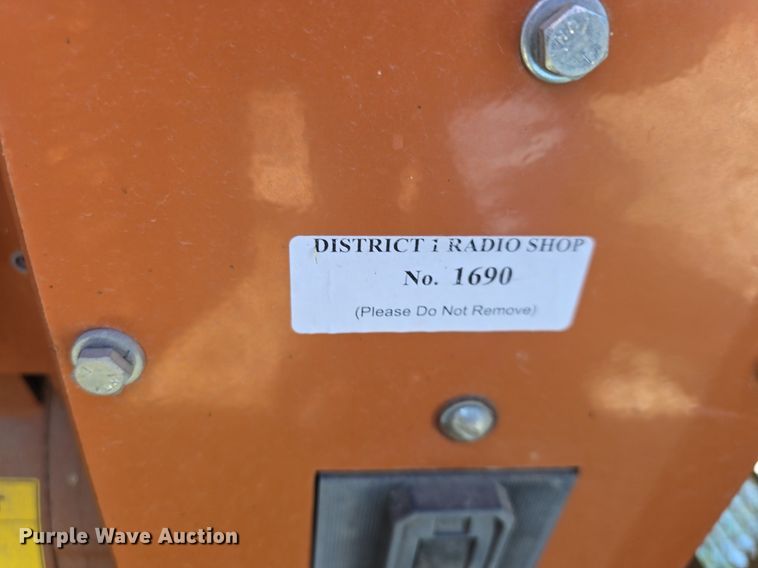 DISTRICT 1 RADIO SHOP
No. 1690
(Please Do Not Remove)
Purple Wave Auction